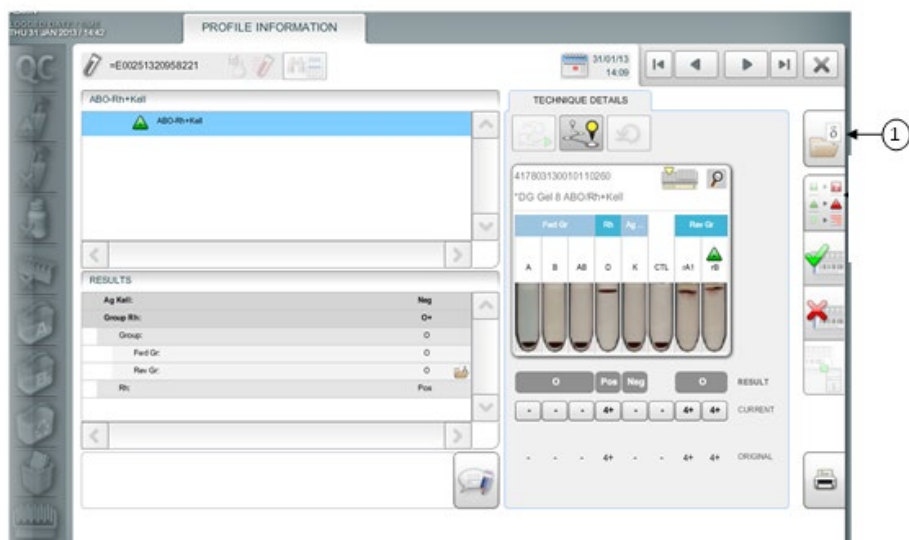 LOGGED DATE / TIME
THU 31 JAN 2013 / 14:42
PROFILE INFORMATION
QC
=E00251320958221
31/01/13
14:09
ABO-Rh+Kell
ABO-Rh+Kell
TECHNIQUE DETAILS
1
417803130010110260
*DG Gel 8 ABO/Rh+Kell
Fwd Gr
Rh
Ag ...
Rev Gr
A
B
AB
D
K
CTL
rA1
rB
RESULTS
Ag Kell:
Neg
Group Rh:
O+
Group:
O
Fwd Gr:
O
Rev Gr:
O
Rh:
Pos
O
Pos
Neg
O
RESULT
-
-
-
4+
-
-
4+
4+
CURRENT
-
-
-
4+
-
-
4+
4+
ORIGINAL